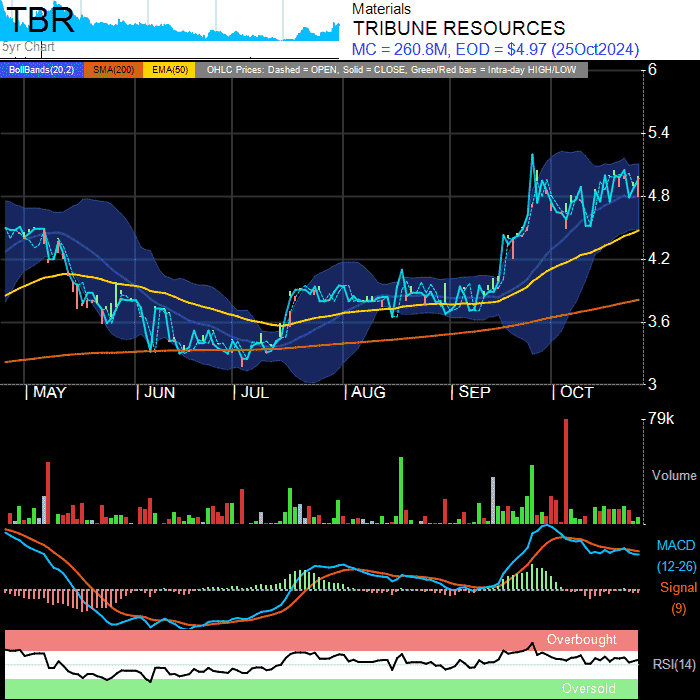 TBR
5yr Chart
Materials
TRIBUNE RESOURCES
MC = 260.8M, EOD = $4.97 (25Oct2024)
BollBands(20,2) SMA(200) EMA(50) OHLC Prices: Dashed = OPEN, Solid = CLOSE, Green/Red bars = Intra-day HIGH/LOW
6
5.4
4.8
4.2
3.6
3
MAY JUN JUL AUG SEP OCT
79k
Volume
MACD
(12-26)
Signal
(9)
Overbought
RSI(14)
Oversold